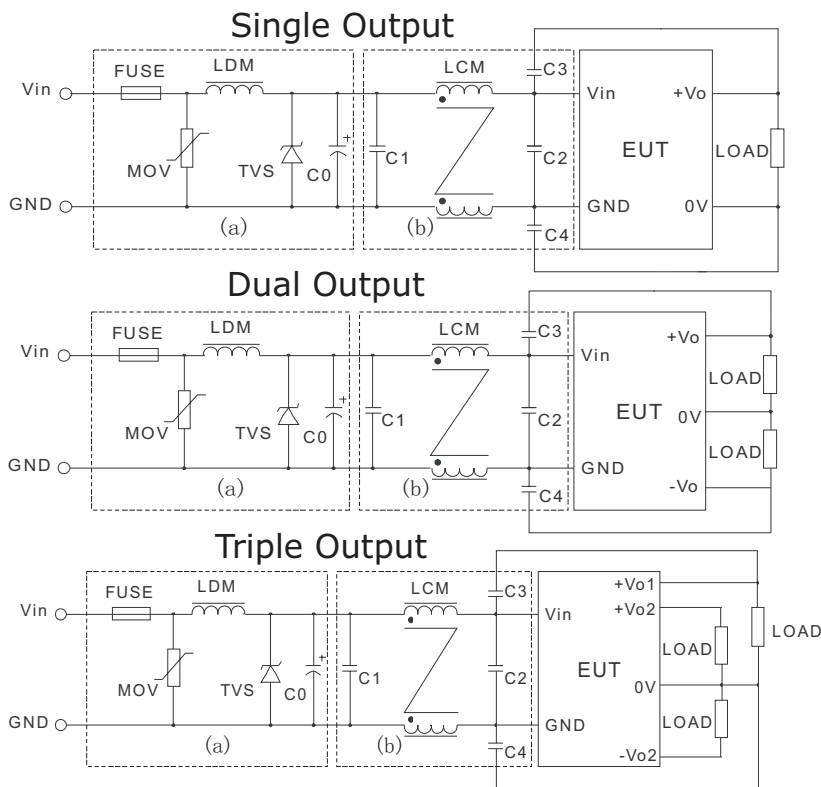 Single Output
FUSE
LDM
LCM
C3
Vin
Vin
+Vo
MOV
TVS
C0
+
C1
C2
EUT
LOAD
GND
GND
0V
(a)
(b)
C4
Dual Output
FUSE
LDM
LCM
C3
Vin
Vin
+Vo
LOAD
MOV
TVS
C0
+
C1
C2
EUT
0V
LOAD
GND
GND
(a)
(b)
C4
-Vo
Triple Output
FUSE
LDM
LCM
C3
+Vo1
Vin
Vin
+Vo2
LOAD
LOAD
MOV
TVS
C0
+
C1
C2
EUT
0V
LOAD
GND
GND
(a)
(b)
C4
-Vo2